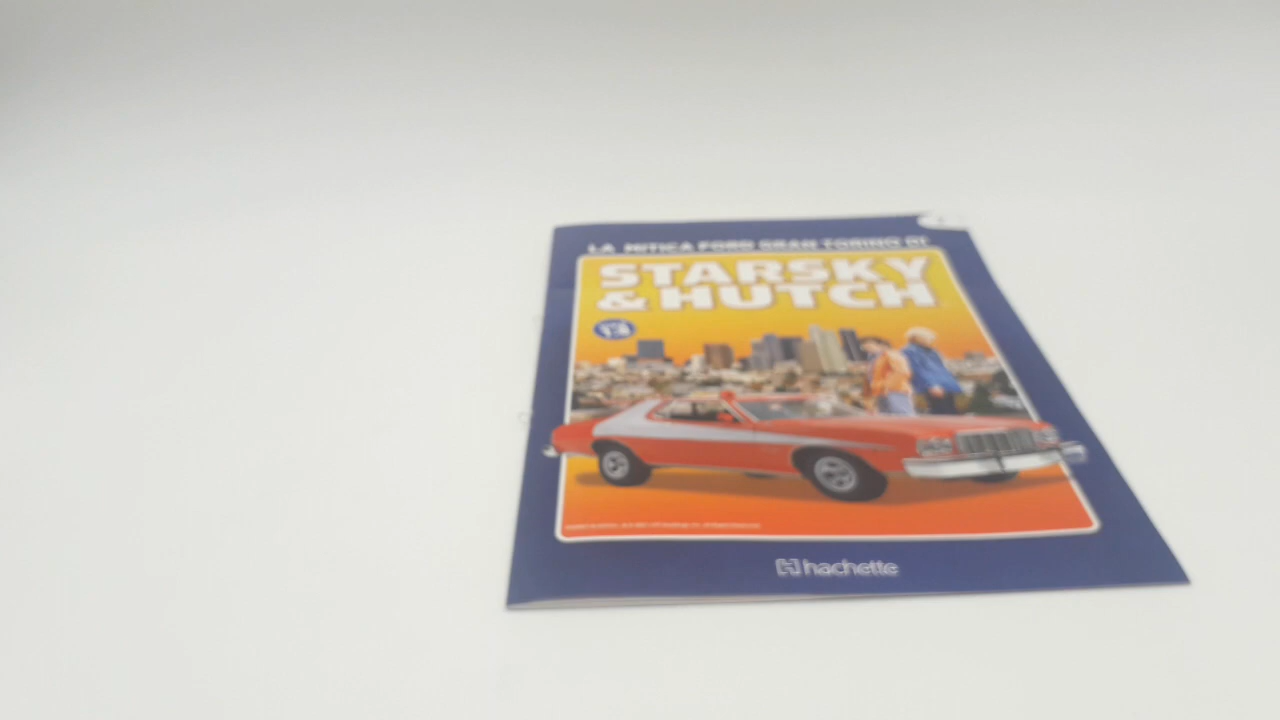 LA MITICA FORD GRAN TORINO DI
STARSKY
& HUTCH
13
hachette